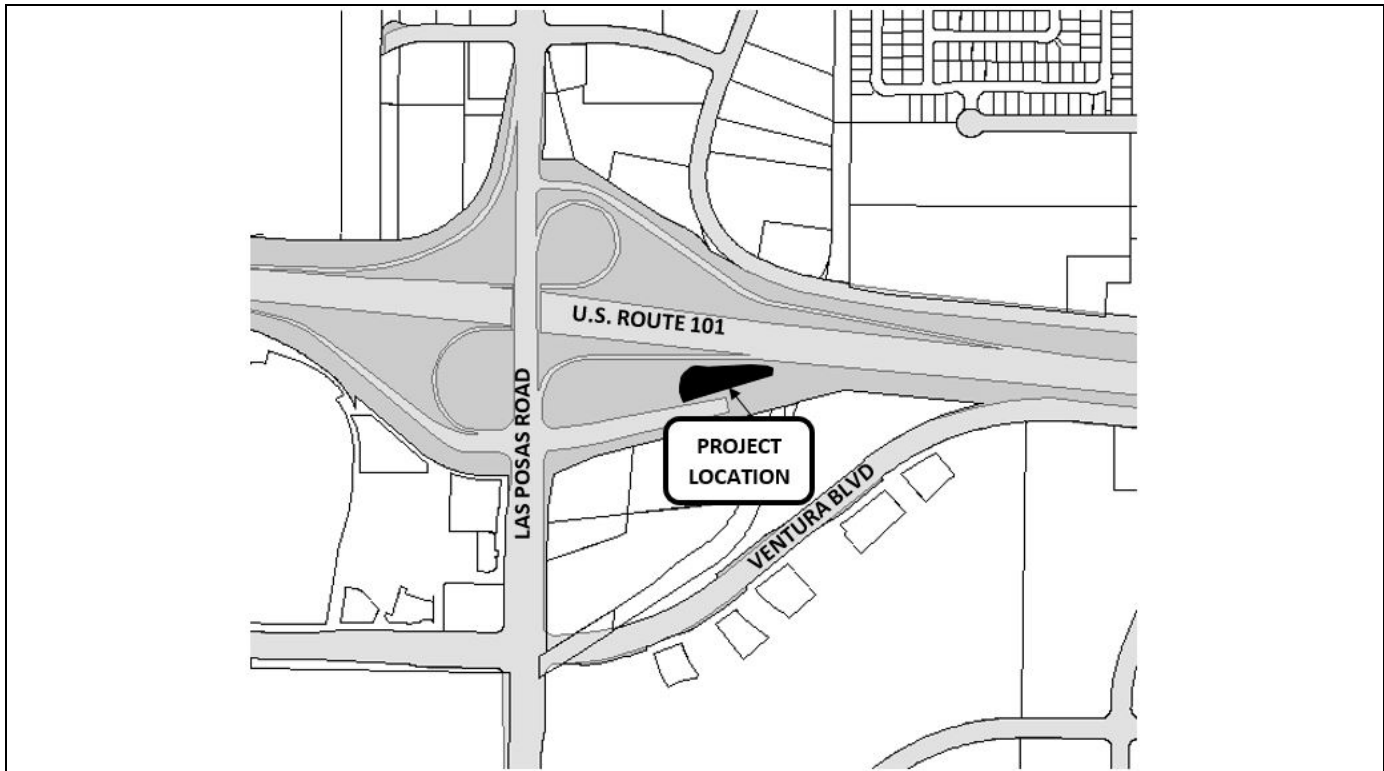 U.S. ROUTE 101
LAS POSAS ROAD
PROJECT
LOCATION
VENTURA BLVD